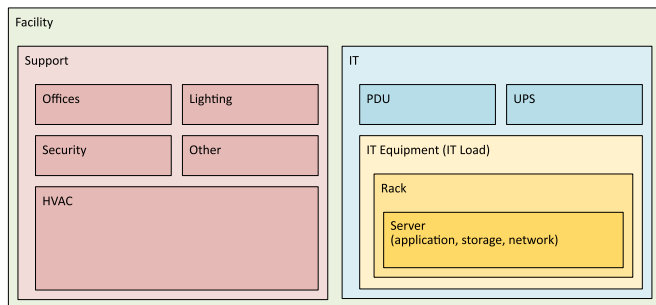 Facility
Support
Offices
Lighting
Security
Other
HVAC
IT
PDU
UPS
IT Equipment (IT Load)
Rack
Server
(application, storage, network)